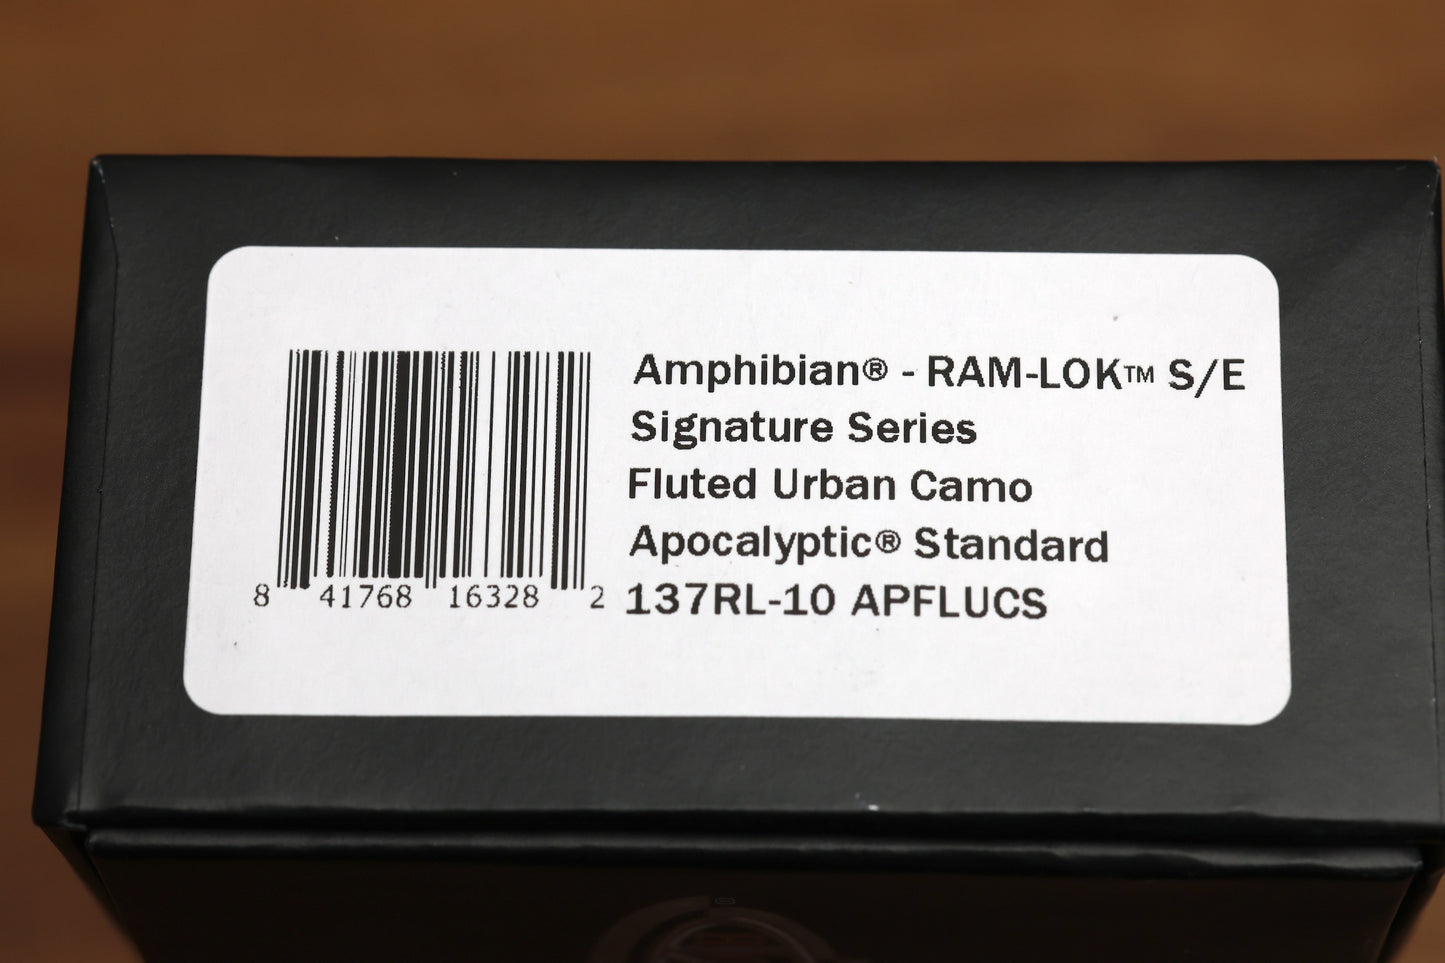 Amphibian® - RAM-LOK™ S/E
Signature Series
Fluted Urban Camo
Apocalyptic® Standard
137RL-10 APFLUCS
8 41768 16328 2